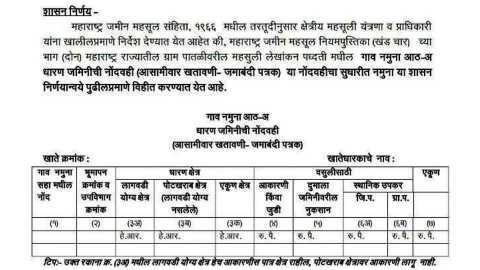 शासन निर्णय –
महाराष्ट्र जमीन महसूल संहिता, १९६६ मधील तरतूदीनुसार क्षेत्रीय महसूली यंत्रणा व प्राधिकारी
यांना खालीलप्रमाणे निर्देश देण्यात येत आहेत की, महाराष्ट्र जमीन महसूल नियमपुस्तिका (खंड चार) च्या
भाग (दोन) महाराष्ट्र राज्यातील ग्राम पातळीवरील महसुली लेखांकन पध्दती मधील गाव नमुना आठ-अ
धारण जमिनीची नोंदवही (आसामीवार खतावणी- जमाबंदी पत्रक) या नोंदवहीचा सुधारीत नमुना या शासन
निर्णयान्वये पुढीलप्रमाणे विहीत करण्यात येत आहे.
गाव नमुना आठ-अ
धारण जमिनीची नोंदवही
(आसामीवार खतावणी- जमाबंदी पत्रक)
खाते क्रमांक : खातेधारकाचे नाव :
गाव नमुना सहा मधील नोंद भूमापन क्रमांक व उपविभाग क्रमांक धारण क्षेत्र वसुलीसाठी एकूण
लागवडी योग्य क्षेत्र पोटखराब क्षेत्र (लागवडी योग्य नसलेले) एकूण क्षेत्र आकारणी किंवा जुडी दुमाला जमिनीवरील नुकसान स्थानिक उपकर
जि.प. ग्रा.प.
(१) (२) (३अ) (३ब) (३क) (४) (५) (६अ) (६ब) (७)
हे.आर. हे.आर. हे.आर. रु. पै. रु. पै. रु. पै. रु. पै. रु. पै.
टिप:- उक्त रकाना क्र. (३अ) मधील लागवडी योग्य क्षेत्र हेच आकारणीस पात्र क्षेत्र राहील, पोटखराब क्षेत्रावर आकारणी लागू नाही.